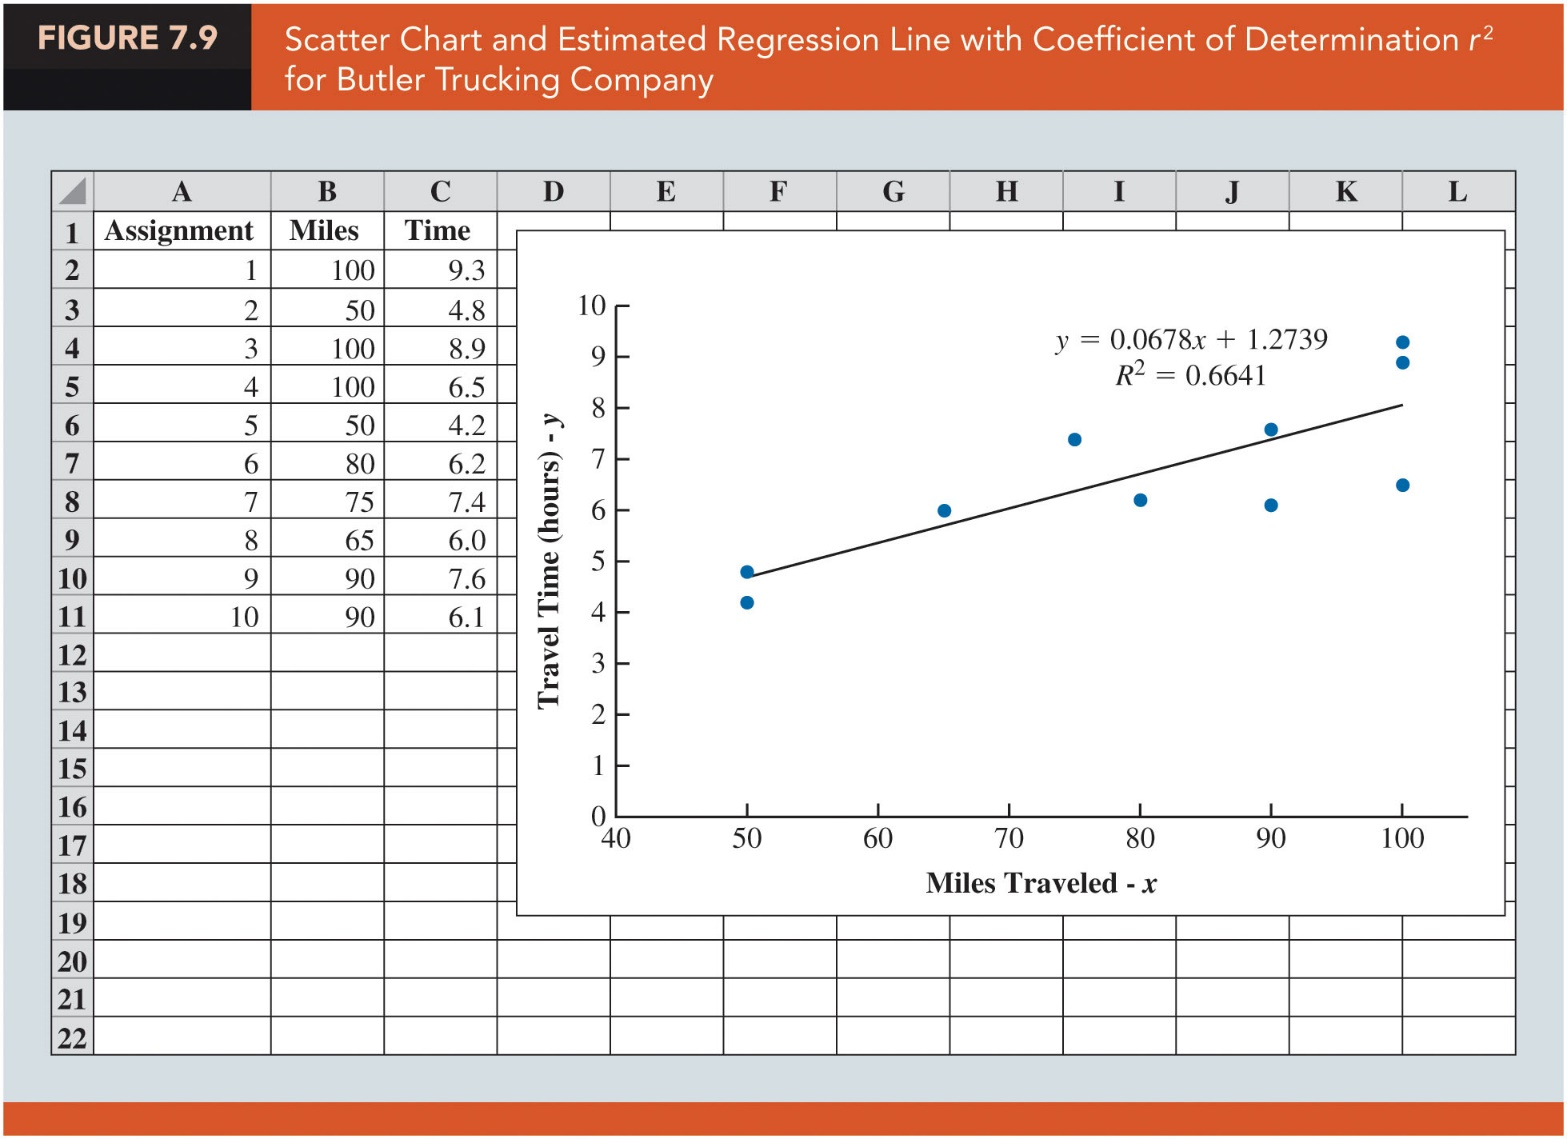 FIGURE 7.9
Scatter Chart and Estimated Regression Line with Coefficient of Determination r²
for Butler Trucking Company
A B C D E F G H I J K L
1 Assignment Miles Time
2 1 100 9.3
3 2 50 4.8
4 3 100 8.9
5 4 100 6.5
6 5 50 4.2
7 6 80 6.2
8 7 75 7.4
9 8 65 6.0
10 9 90 7.6
11 10 90 6.1
12
13
14
15
16
17
18
19
20
21
22
10
9
8
7
6
5
4
3
2
1
0
Travel Time (hours) - y
y = 0.0678x + 1.2739
R² = 0.6641
40 50 60 70 80 90 100
Miles Traveled - x